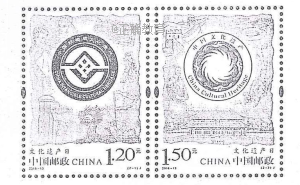 文化遗产日
中国邮政 CHINA 1.20元
中国文化遗产
China Cultural Heritage
1.50元
文化遗产日
中国邮政 CHINA